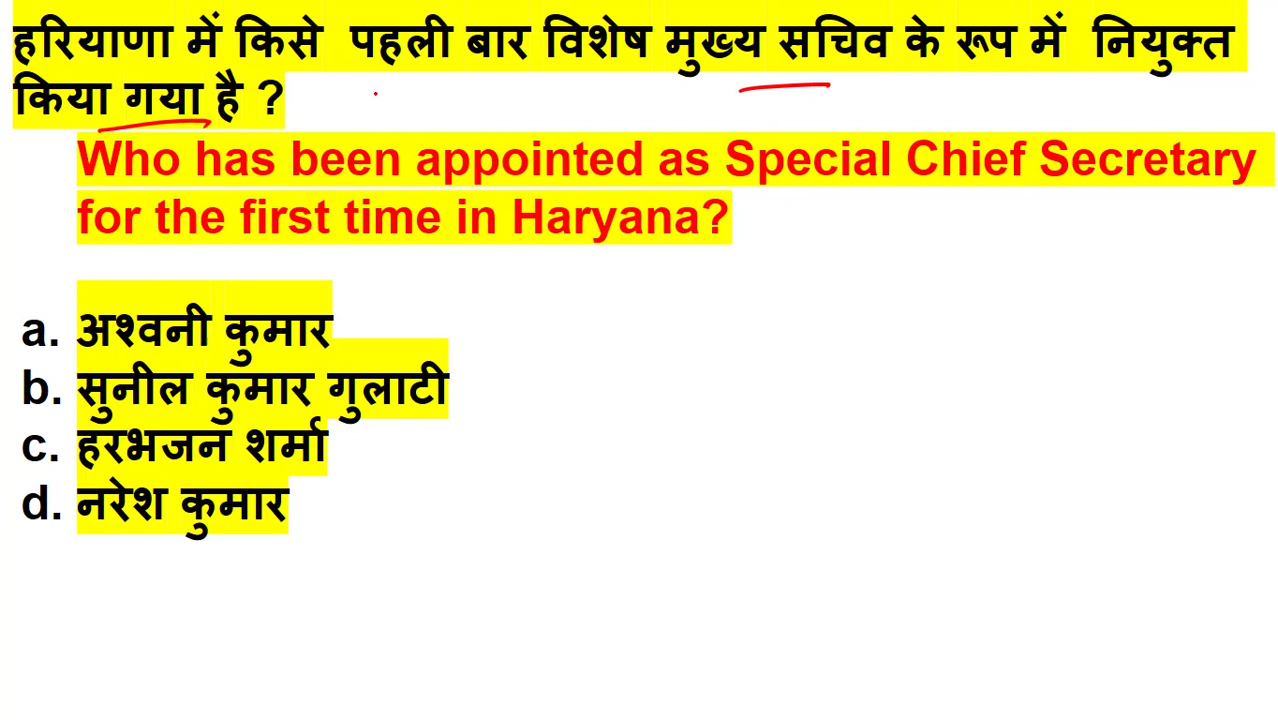 हरियाणा में किसे पहली बार विशेष मुख्य सचिव के रूप में नियुक्त
किया गया है ?
Who has been appointed as Special Chief Secretary
for the first time in Haryana?
a. अश्वनी कुमार
b. सुनील कुमार गुलाटी
c. हरभजन शर्मा
d. नरेश कुमार